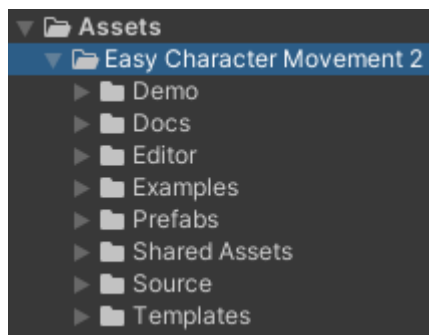 Assets
Easy Character Movement 2
Demo
Docs
Editor
Examples
Prefabs
Shared Assets
Source
Templates